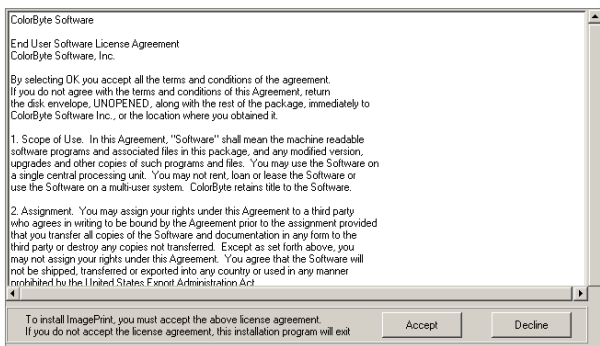 ColorByte Software
End User Software License Agreement
ColorByte Software, Inc.
By selecting OK you accept all the terms and conditions of the agreement.
If you do not agree with the terms and conditions of this Agreement, return
the disk envelope, UNOPENED, along with the rest of the package, immediately to
ColorByte Software Inc., or the location where you obtained it.
1. Scope of Use. In this Agreement, "Software" shall mean the machine readable
software programs and associated files in this package, and any modified version,
upgrades and other copies of such programs and files. You may use the Software on
a single central processing unit. You may not rent, loan or lease the Software or
use the Software on a multi-user system. ColorByte retains title to the Software.
2. Assignment. You may assign your rights under this Agreement to a third party
who agrees in writing to be bound by the Agreement prior to the assignment provided
that you transfer all copies of the Software and documentation in any form to the
third party or destroy any copies not transferred. Except as set forth above, you
may not assign your rights under this Agreement. You agree that the Software will
not be shipped, transferred or exported into any country or used in any manner
prohibited by the United States Export Administration Act
To install ImagePrint, you must accept the above license agreement.
If you do not accept the license agreement, this installation program will exit
Accept
Decline